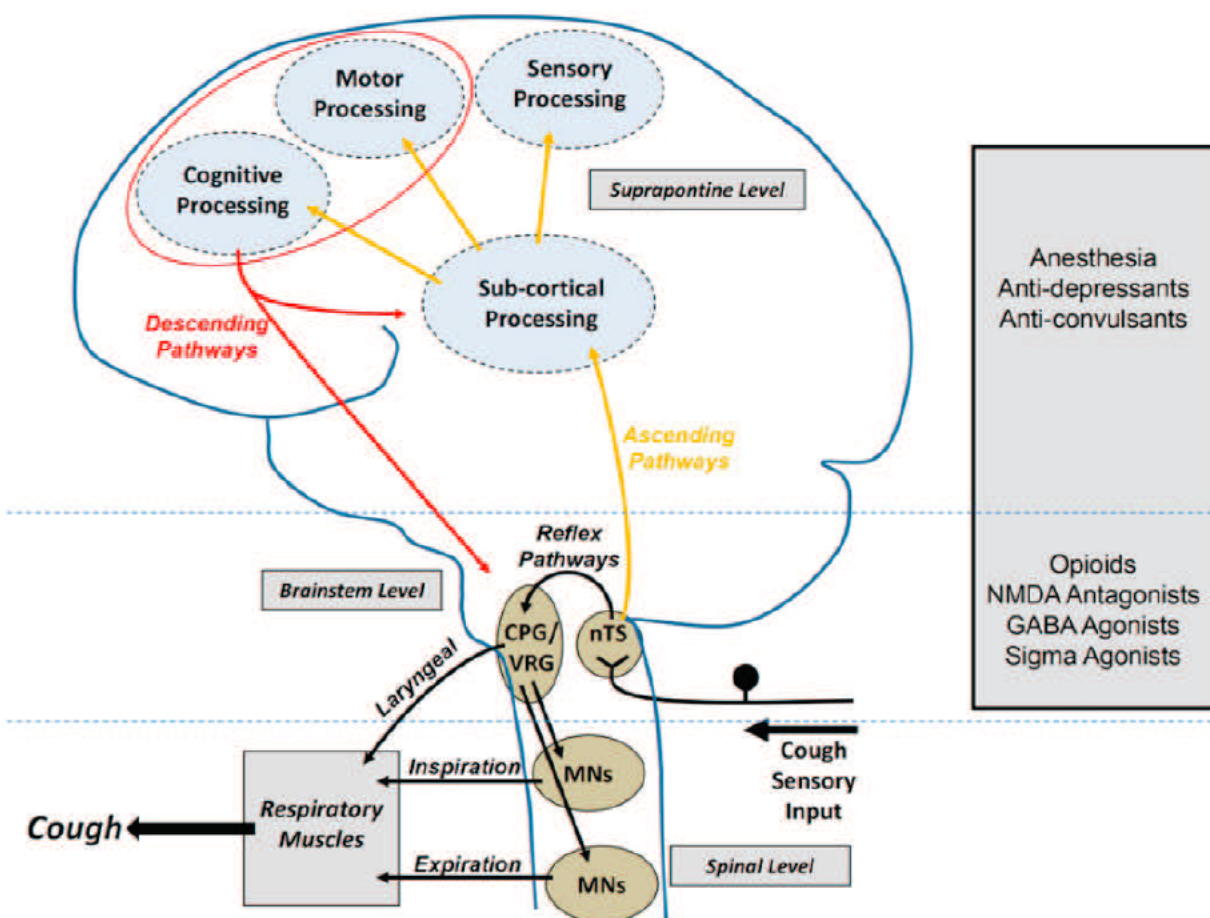 Motor
Processing
Sensory
Processing
Cognitive
Processing
Suprapontine Level
Sub-cortical
Processing
Descending
Pathways
Ascending
Pathways
Anesthesia
Anti-depressants
Anti-convulsants
Reflex
Pathways
Brainstem Level
CPG/
VRG
nTS
Opioids
NMDA Antagonists
GABA Agonists
Sigma Agonists
Laryngeal
Cough
Sensory
Input
Inspiration
MNs
Respiratory
Muscles
Cough
Expiration
MNs
Spinal Level